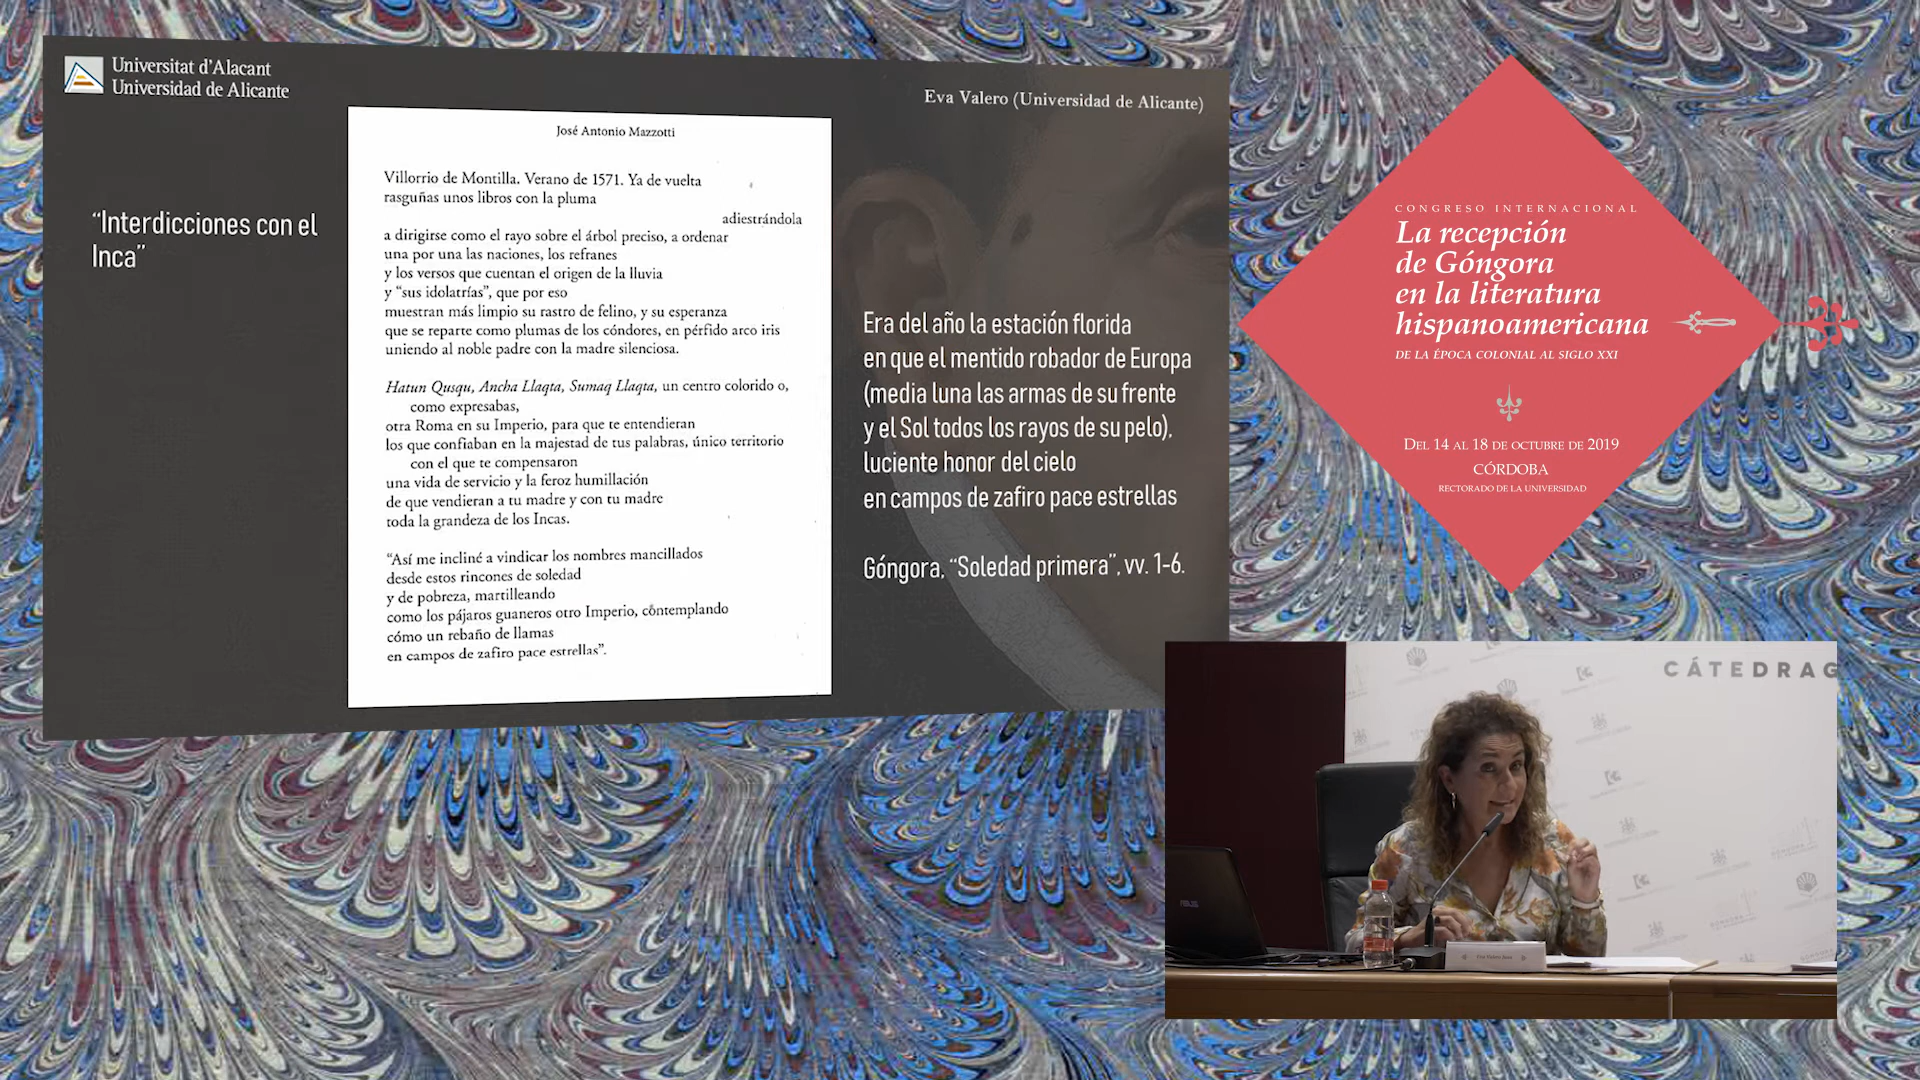 Universitat d'Alacant
Universidad de Alicante
Eva Valero (Universidad de Alicante)
“Interdicciones con el
Inca”
José Antonio Mazzotti
Villorrio de Montilla. Verano de 1571. Ya de vuelta
rasguñas unos libros con la pluma
adiestrándola
a dirigirse como el rayo sobre el árbol preciso, a ordenar
una por una las naciones, los refranes
y los versos que cuentan el origen de la lluvia
y “sus idolatrías”, que por eso
muestran más limpio su rastro de felino, y su esperanza
que se reparte como plumas de los cóndores, en pérfido arco iris
uniendo al noble padre con la madre silenciosa.
Hatun Qusqu, Ancha Llaqta, Sumaq Llaqta, un centro colorido o,
como expresabas,
otra Roma en su Imperio, para que te entendieran
los que confiaban en la majestad de tus palabras, único territorio
con el que te compensaron
una vida de servicio y la feroz humillación
de que vendieran a tu madre y con tu madre
toda la grandeza de los Incas.
“Así me incliné a vindicar los nombres mancillados
desde estos rincones de soledad
y de pobreza, martilleando
como los pájaros guaneros otro Imperio, contemplando
cómo un rebaño de llamas
en campos de zafiro pace estrellas”.
Era del año la estación florida
en que el mentido robador de Europa
(media luna las armas de su frente
y el Sol todos los rayos de su pelo),
luciente honor del cielo
en campos de zafiro pace estrellas
Góngora, “Soledad primera”, vv. 1-6.
CONGRESO INTERNACIONAL
La recepción
de Góngora
en la literatura
hispanoamericana
DE LA ÉPOCA COLONIAL AL SIGLO XXI
DEL 14 AL 18 DE OCTUBRE DE 2019
CÓRDOBA
RECTORADO DE LA UNIVERSIDAD
CÁTEDRAG
ASUS